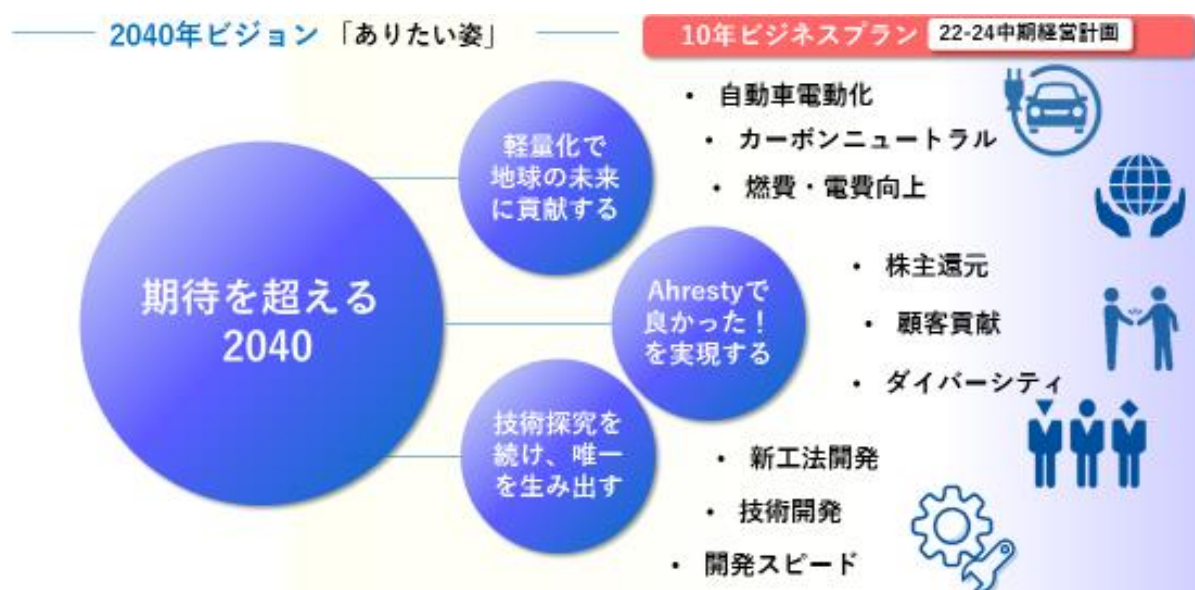 2040年ビジョン 「ありたい姿」
10年ビジネスプラン 22-24中期経営計画
期待を超える
2040
軽量化で
地球の未来
に貢献する
・ 自動車電動化
・ カーボンニュートラル
・ 燃費・電費向上
Ahrestyで
良かった！
を実現する
・ 株主還元
・ 顧客貢献
・ ダイバーシティ
技術探究を
続け、唯一
を生み出す
・ 新工法開発
・ 技術開発
・ 開発スピード